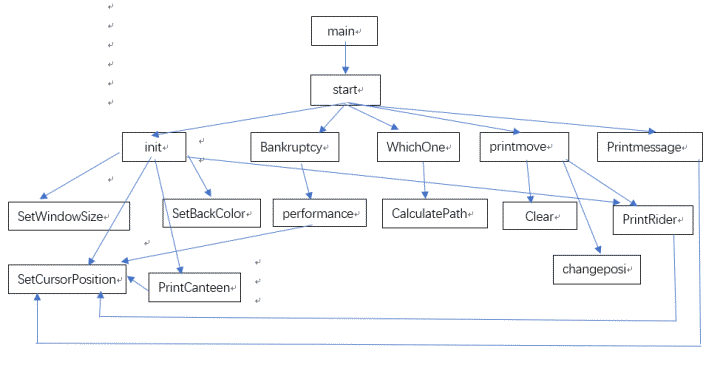 main
start
init
Bankruptcy
WhichOne
printmove
Printmessage
SetWindowSize
SetBackColor
performance
CalculatePath
Clear
PrintRider
SetCursorPosition
PrintCanteen
changeposi